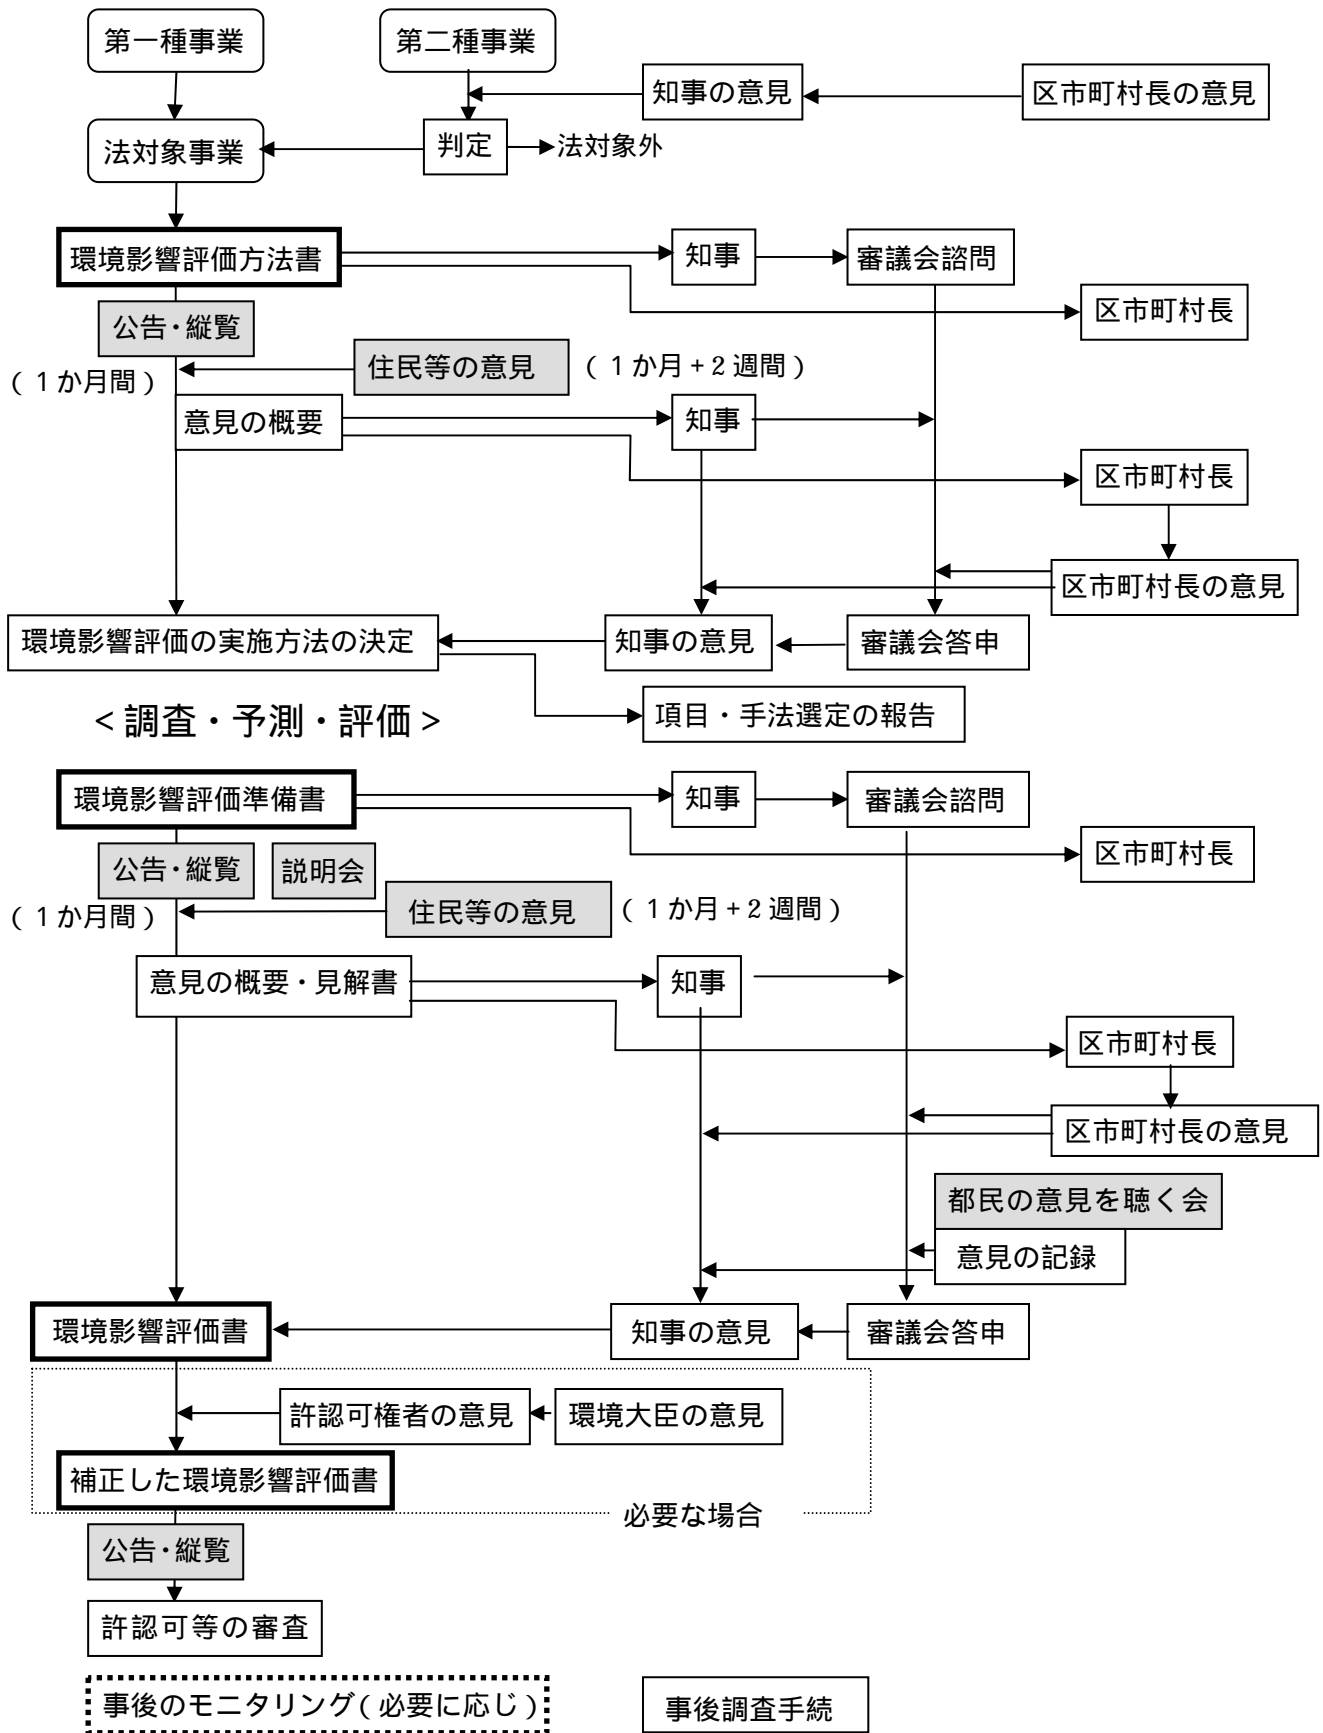 第一種事業
第二種事業
知事の意見
区市町村長の意見
法対象事業
判定
法対象外
環境影響評価方法書
知事
審議会諮問
公告・縦覧
区市町村長
(1か月間)
住民等の意見
(1か月+2週間)
意見の概要
知事
区市町村長
区市町村長の意見
環境影響評価の実施方法の決定
知事の意見
審議会答申
<調査・予測・評価>
項目・手法選定の報告
環境影響評価準備書
知事
審議会諮問
公告・縦覧
説明会
区市町村長
(1か月間)
住民等の意見
(1か月+2週間)
意見の概要・見解書
知事
区市町村長
区市町村長の意見
都民の意見を聴く会
意見の記録
環境影響評価書
知事の意見
審議会答申
許認可権者の意見
環境大臣の意見
補正した環境影響評価書
必要な場合
公告・縦覧
許認可等の審査
事後のモニタリング(必要に応じ)
事後調査手続